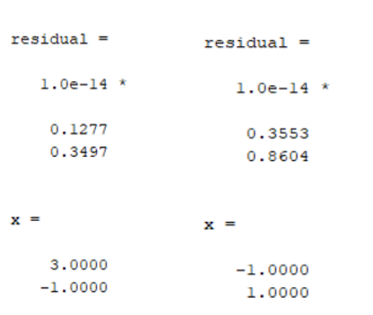 residual =
1.0e-14 *
0.1277
0.3497
x =
3.0000
-1.0000
residual =
1.0e-14 *
0.3553
0.8604
x =
-1.0000
1.0000